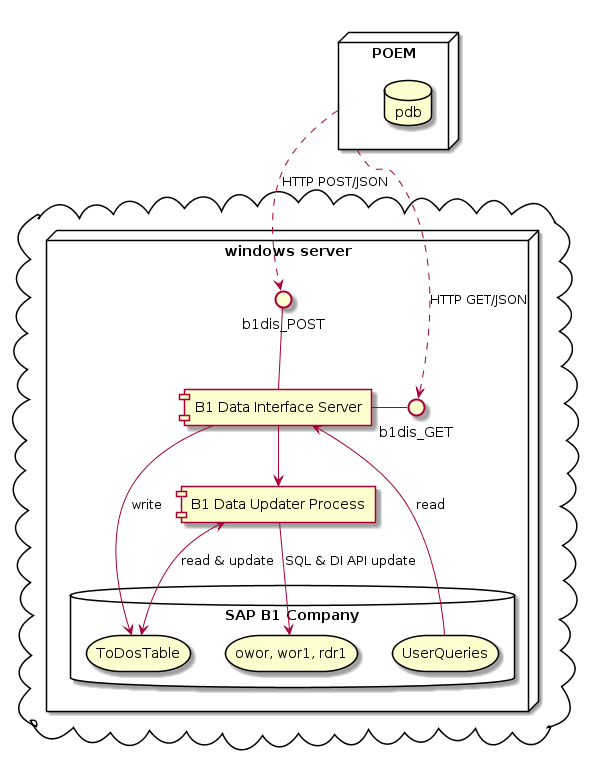 POEM
pdb
HTTP POST/JSON
windows server
HTTP GET/JSON
b1dis_POST
B1 Data Interface Server
b1dis_GET
B1 Data Updater Process
write
read
read & update
SQL & DI API update
SAP B1 Company
ToDosTable
owor, wor1, rdr1
UserQueries